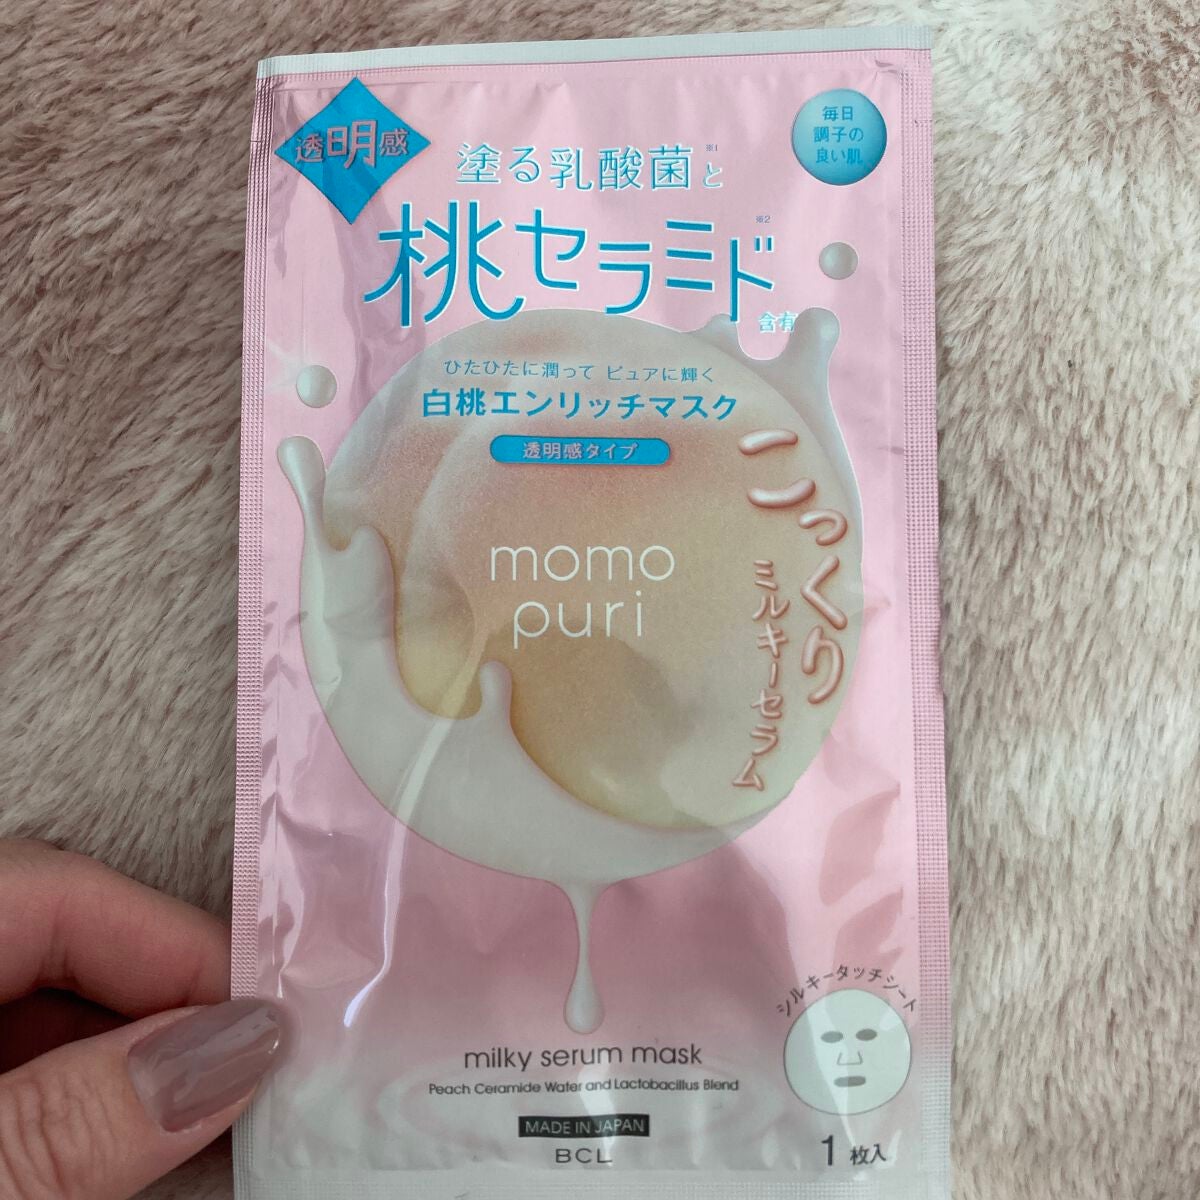 透明感
毎日
調子の
良い肌
塗る乳酸菌※1と
桃セラミド※2
含有
ひたひたに潤って ピュアに輝く
白桃エンリッチマスク
透明感タイプ
こっくり
ミルキーセラム
momo
puri
シルキータッチシート
milky serum mask
Peach Ceramide Water and Lactobacillus Blend
MADE IN JAPAN
BCL
1枚入